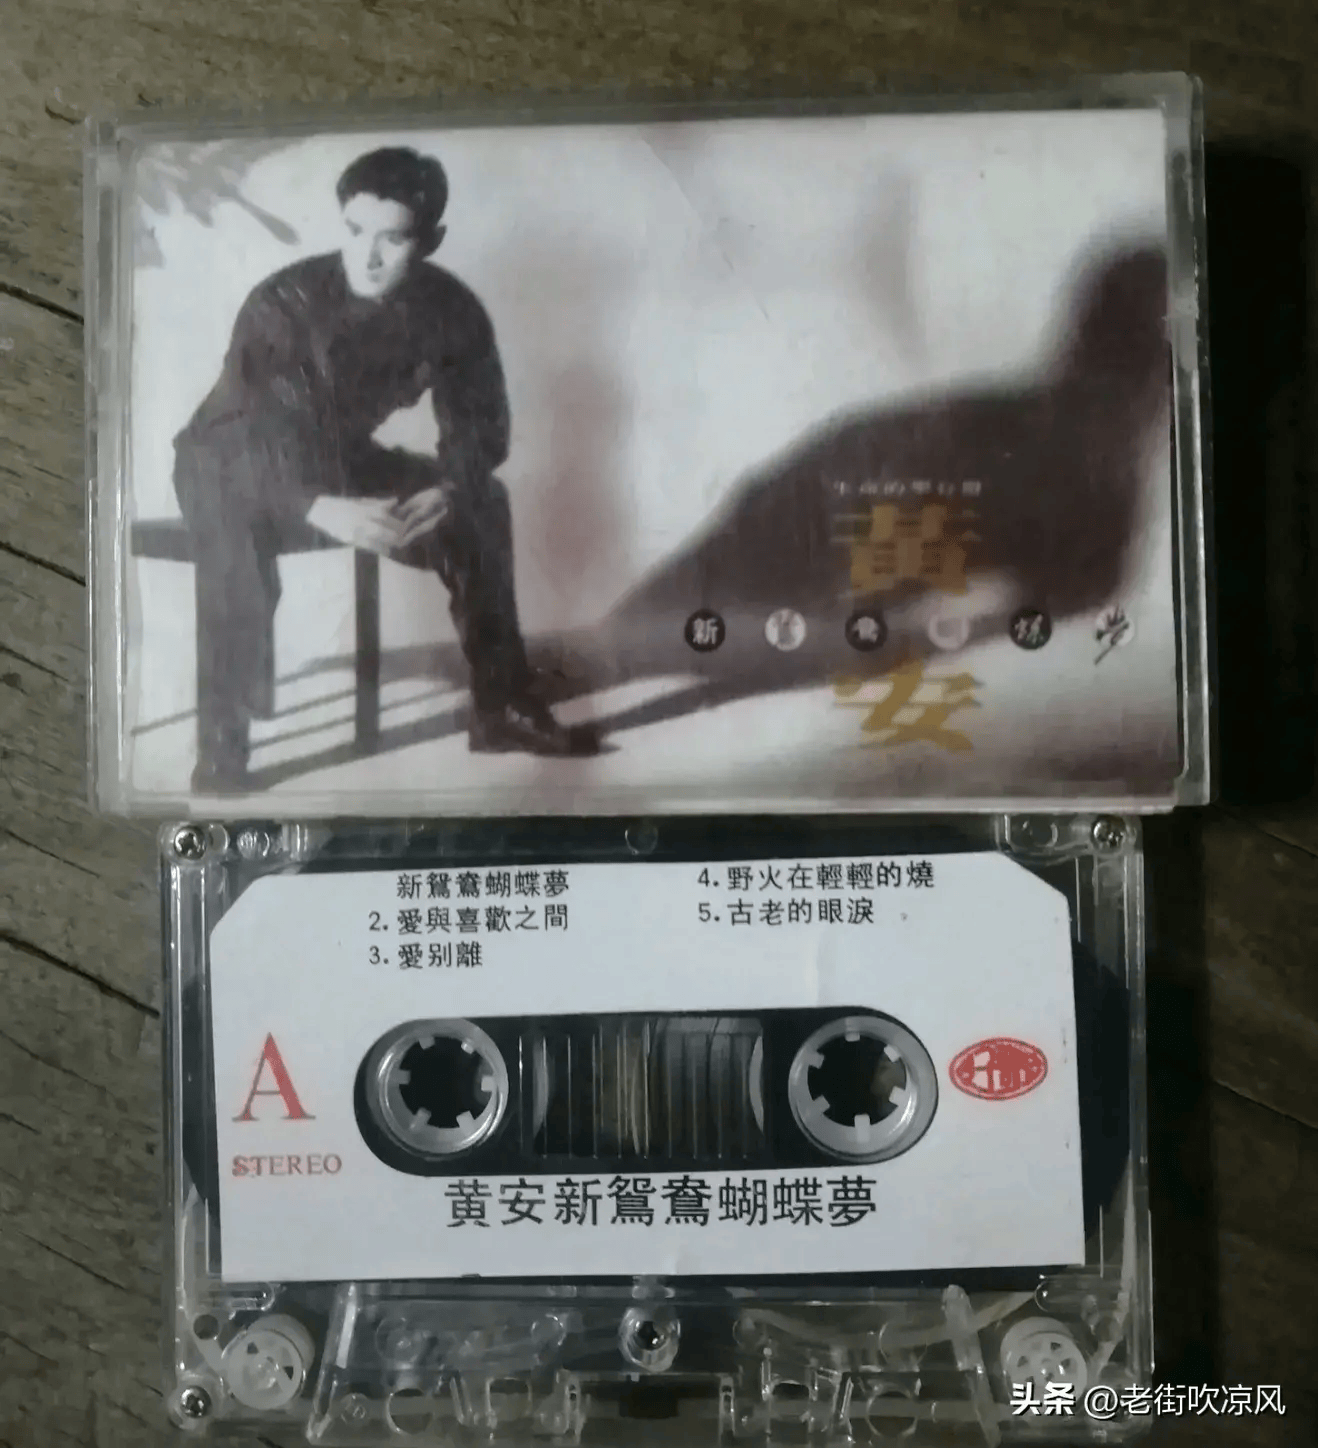 黄
安
新鴛鴦蝴蝶夢
2.愛與喜歡之間
3.愛别離
4.野火在輕輕的燒
5.古老的眼淚
A
STEREO
黄安新鴛鴦蝴蝶夢
头条 @老街吹凉风